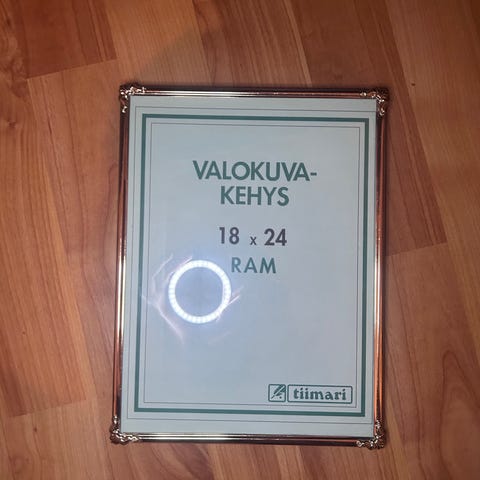 VALOKUVA-
KEHYS
18 x 24
RAM
tiimari